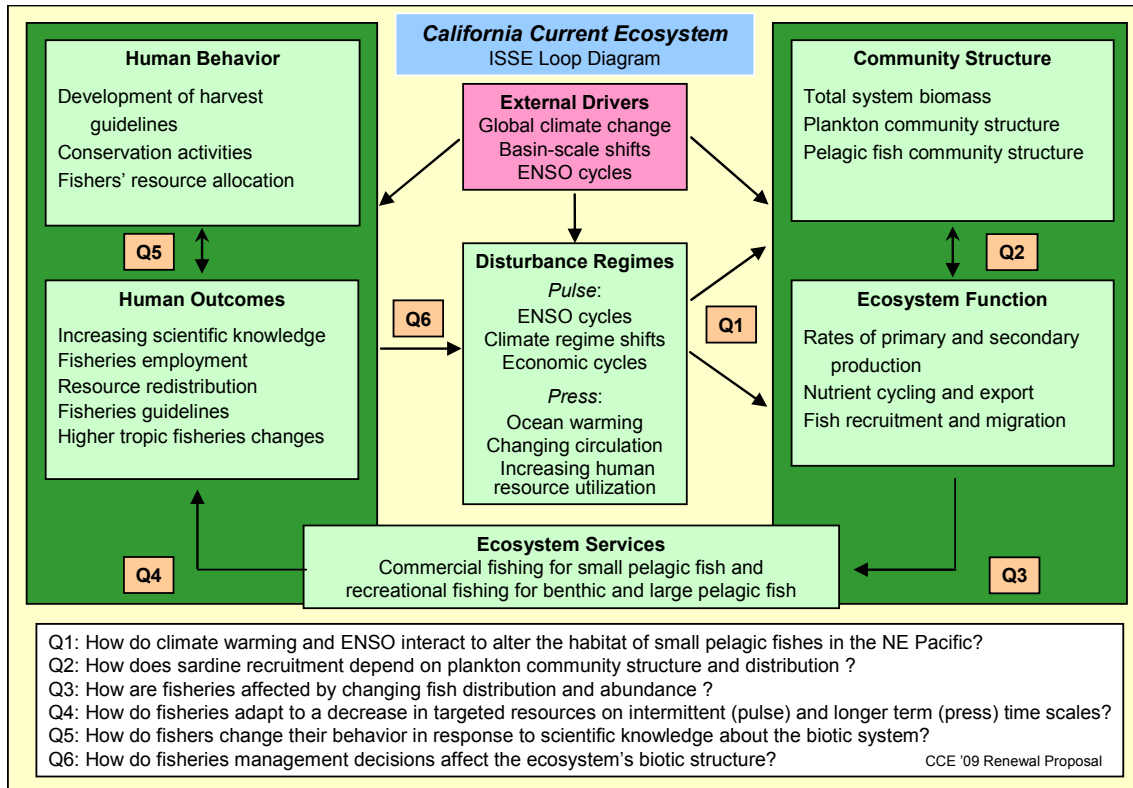 California Current Ecosystem
ISSE Loop Diagram
Human Behavior
Development of harvest
guidelines
Conservation activities
Fishers’ resource allocation
External Drivers
Global climate change
Basin-scale shifts
ENSO cycles
Community Structure
Total system biomass
Plankton community structure
Pelagic fish community structure
Q5
Q2
Human Outcomes
Increasing scientific knowledge
Fisheries employment
Resource redistribution
Fisheries guidelines
Higher tropic fisheries changes
Q6
Disturbance Regimes
Pulse:
ENSO cycles
Climate regime shifts
Economic cycles
Press:
Ocean warming
Changing circulation
Increasing human
resource utilization
Q1
Ecosystem Function
Rates of primary and secondary
production
Nutrient cycling and export
Fish recruitment and migration
Q4
Ecosystem Services
Commercial fishing for small pelagic fish and
recreational fishing for benthic and large pelagic fish
Q3
Q1: How do climate warming and ENSO interact to alter the habitat of small pelagic fishes in the NE Pacific?
Q2: How does sardine recruitment depend on plankton community structure and distribution ?
Q3: How are fisheries affected by changing fish distribution and abundance ?
Q4: How do fisheries adapt to a decrease in targeted resources on intermittent (pulse) and longer term (press) time scales?
Q5: How do fishers change their behavior in response to scientific knowledge about the biotic system?
Q6: How do fisheries management decisions affect the ecosystem’s biotic structure?
CCE ’09 Renewal Proposal